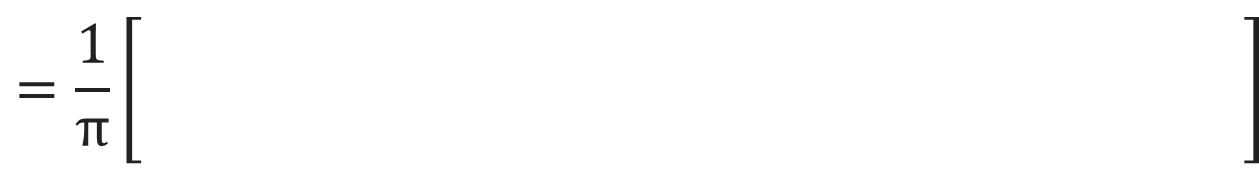 = 1/π [ ]